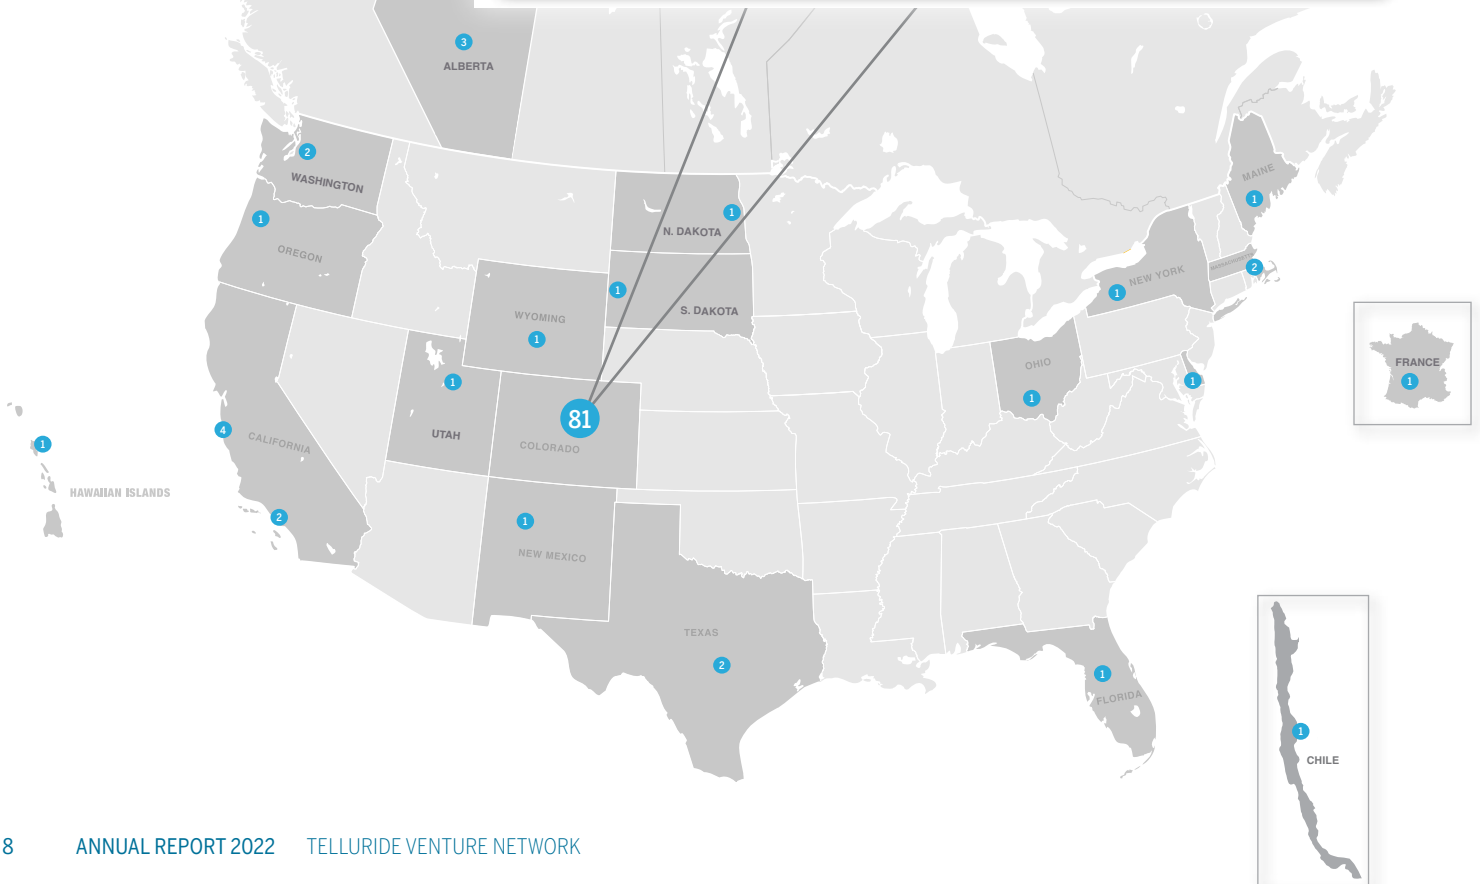 3
ALBERTA
2
WASHINGTON
1
OREGON
1
N. DAKOTA
1
S. DAKOTA
WYOMING
1
1
UTAH
81
COLORADO
4
CALIFORNIA
2
1
HAWAIIAN ISLANDS
1
NEW MEXICO
TEXAS
2
MAINE
1
MASSACHUSETTS
2
NEW YORK
1
OHIO
1
1
1
FLORIDA
FRANCE
1
1
CHILE
8 ANNUAL REPORT 2022 TELLURIDE VENTURE NETWORK